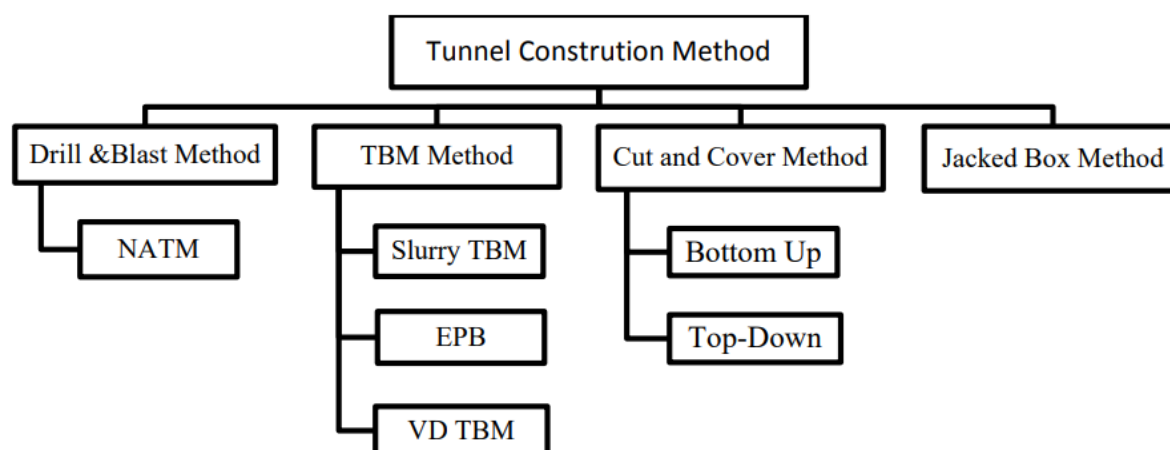 Tunnel Constrution Method
Drill &Blast Method
TBM Method
Cut and Cover Method
Jacked Box Method
NATM
Slurry TBM
Bottom Up
EPB
Top-Down
VD TBM